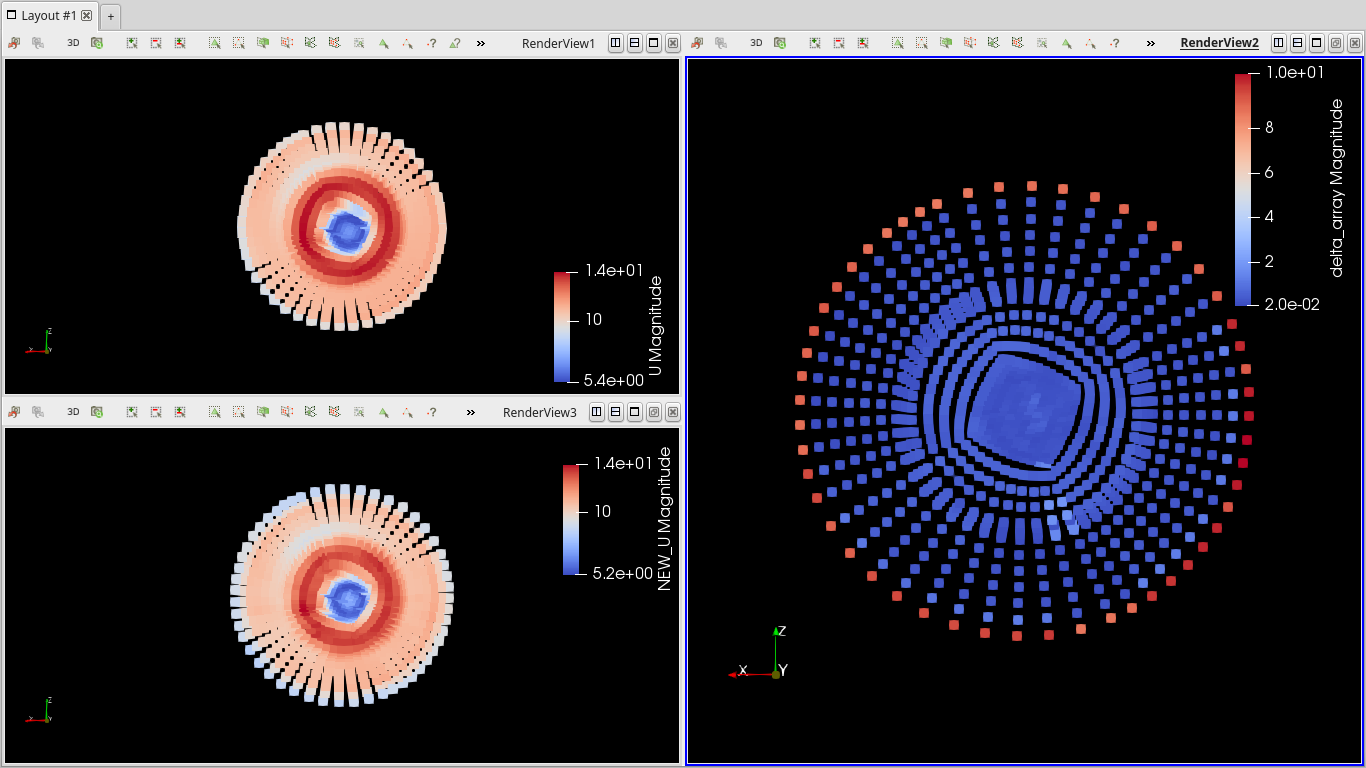 Layout #1
+
3D
RenderView1
1.4e+01
10
5.4e+00
U Magnitude
Z
X
Y
3D
RenderView3
1.4e+01
10
5.2e+00
NEW_U Magnitude
Z
X
Y
3D
RenderView2
1.0e+01
8
6
4
2
2.0e-02
delta_array Magnitude
Z
X
Y